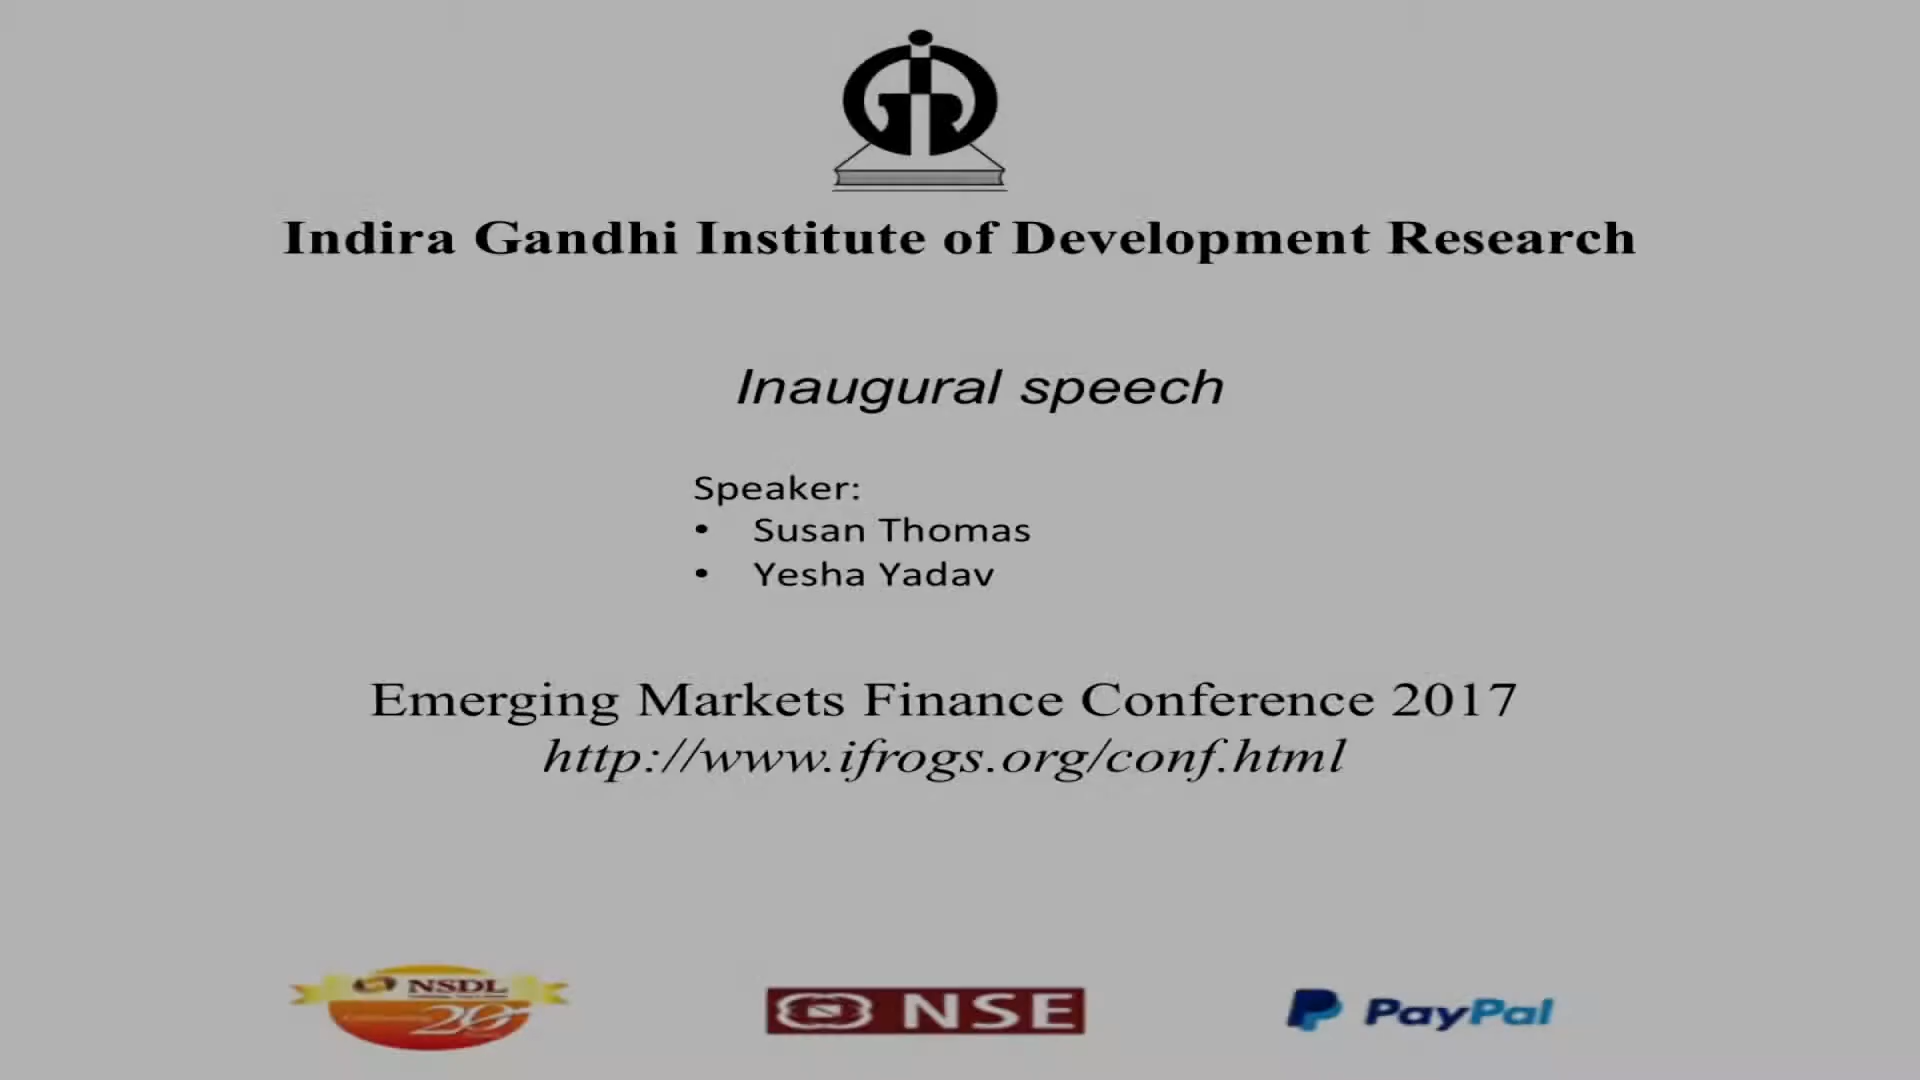 Indira Gandhi Institute of Development Research
Inaugural speech
Speaker:
• Susan Thomas
• Yesha Yadav
Emerging Markets Finance Conference 2017
http://www.ifrogs.org/conf.html
NSDL
20
NSE
PayPal